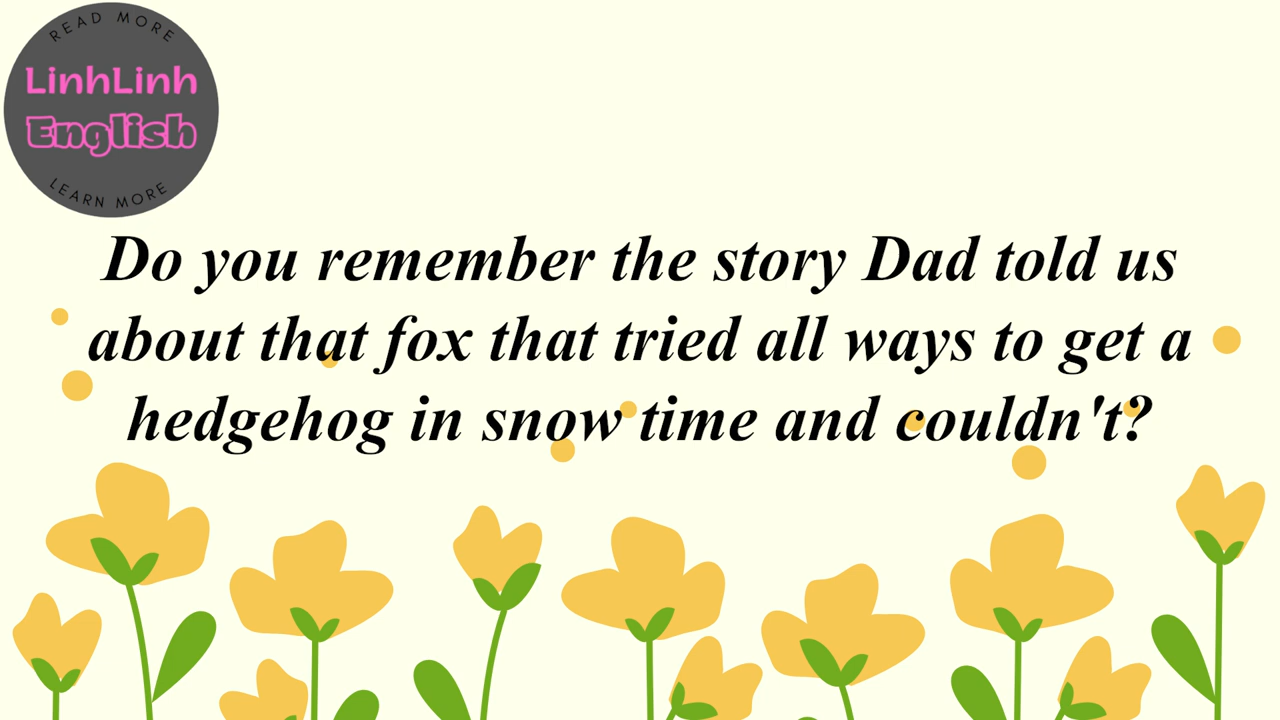 READ MORE
LinhLinh
English
LEARN MORE
Do you remember the story Dad told us
about that fox that tried all ways to get a
hedgehog in snow time and couldn't?